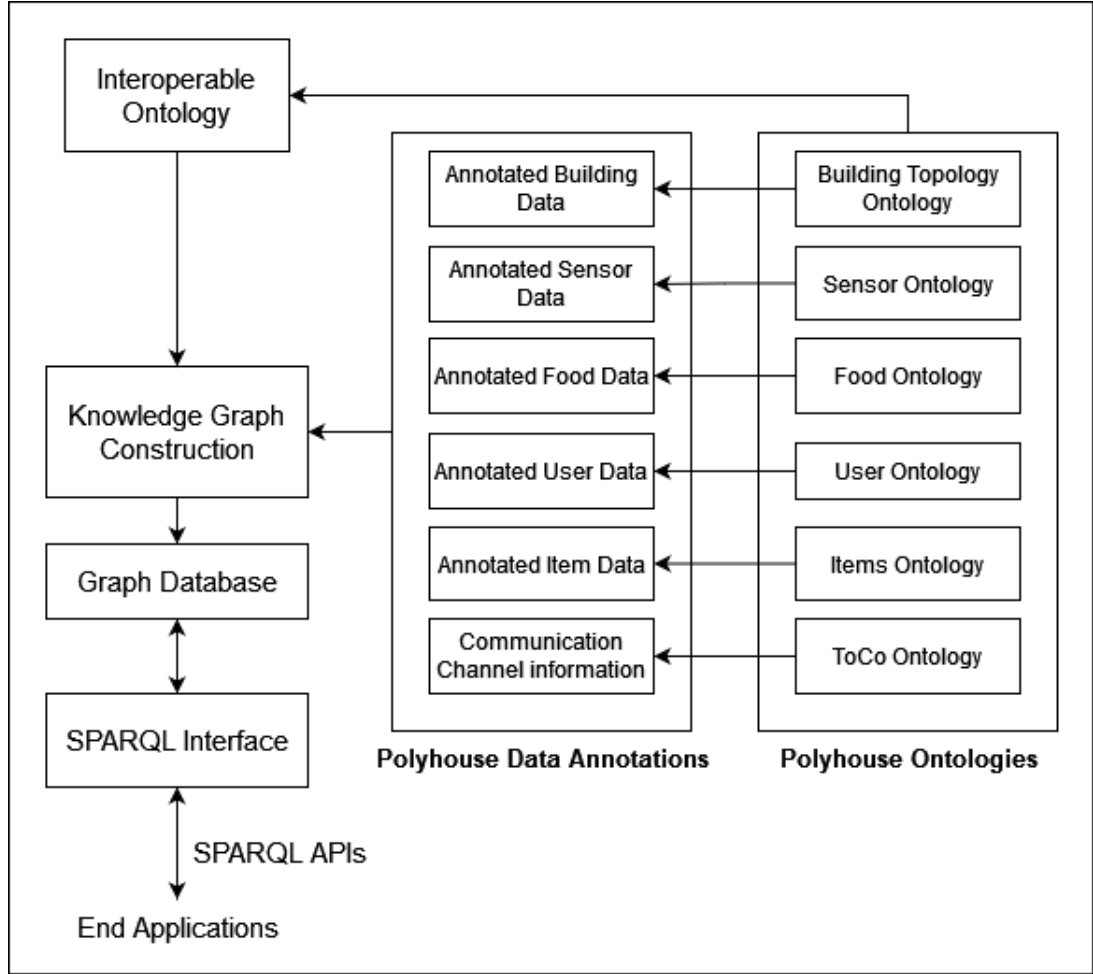 Interoperable
Ontology
Annotated Building
Data
Building Topology
Ontology
Annotated Sensor
Data
Sensor Ontology
Annotated Food Data
Food Ontology
Knowledge Graph
Construction
Annotated User Data
User Ontology
Graph Database
Annotated Item Data
Items Ontology
Communication
Channel information
ToCo Ontology
SPARQL Interface
Polyhouse Data Annotations
Polyhouse Ontologies
SPARQL APIs
End Applications